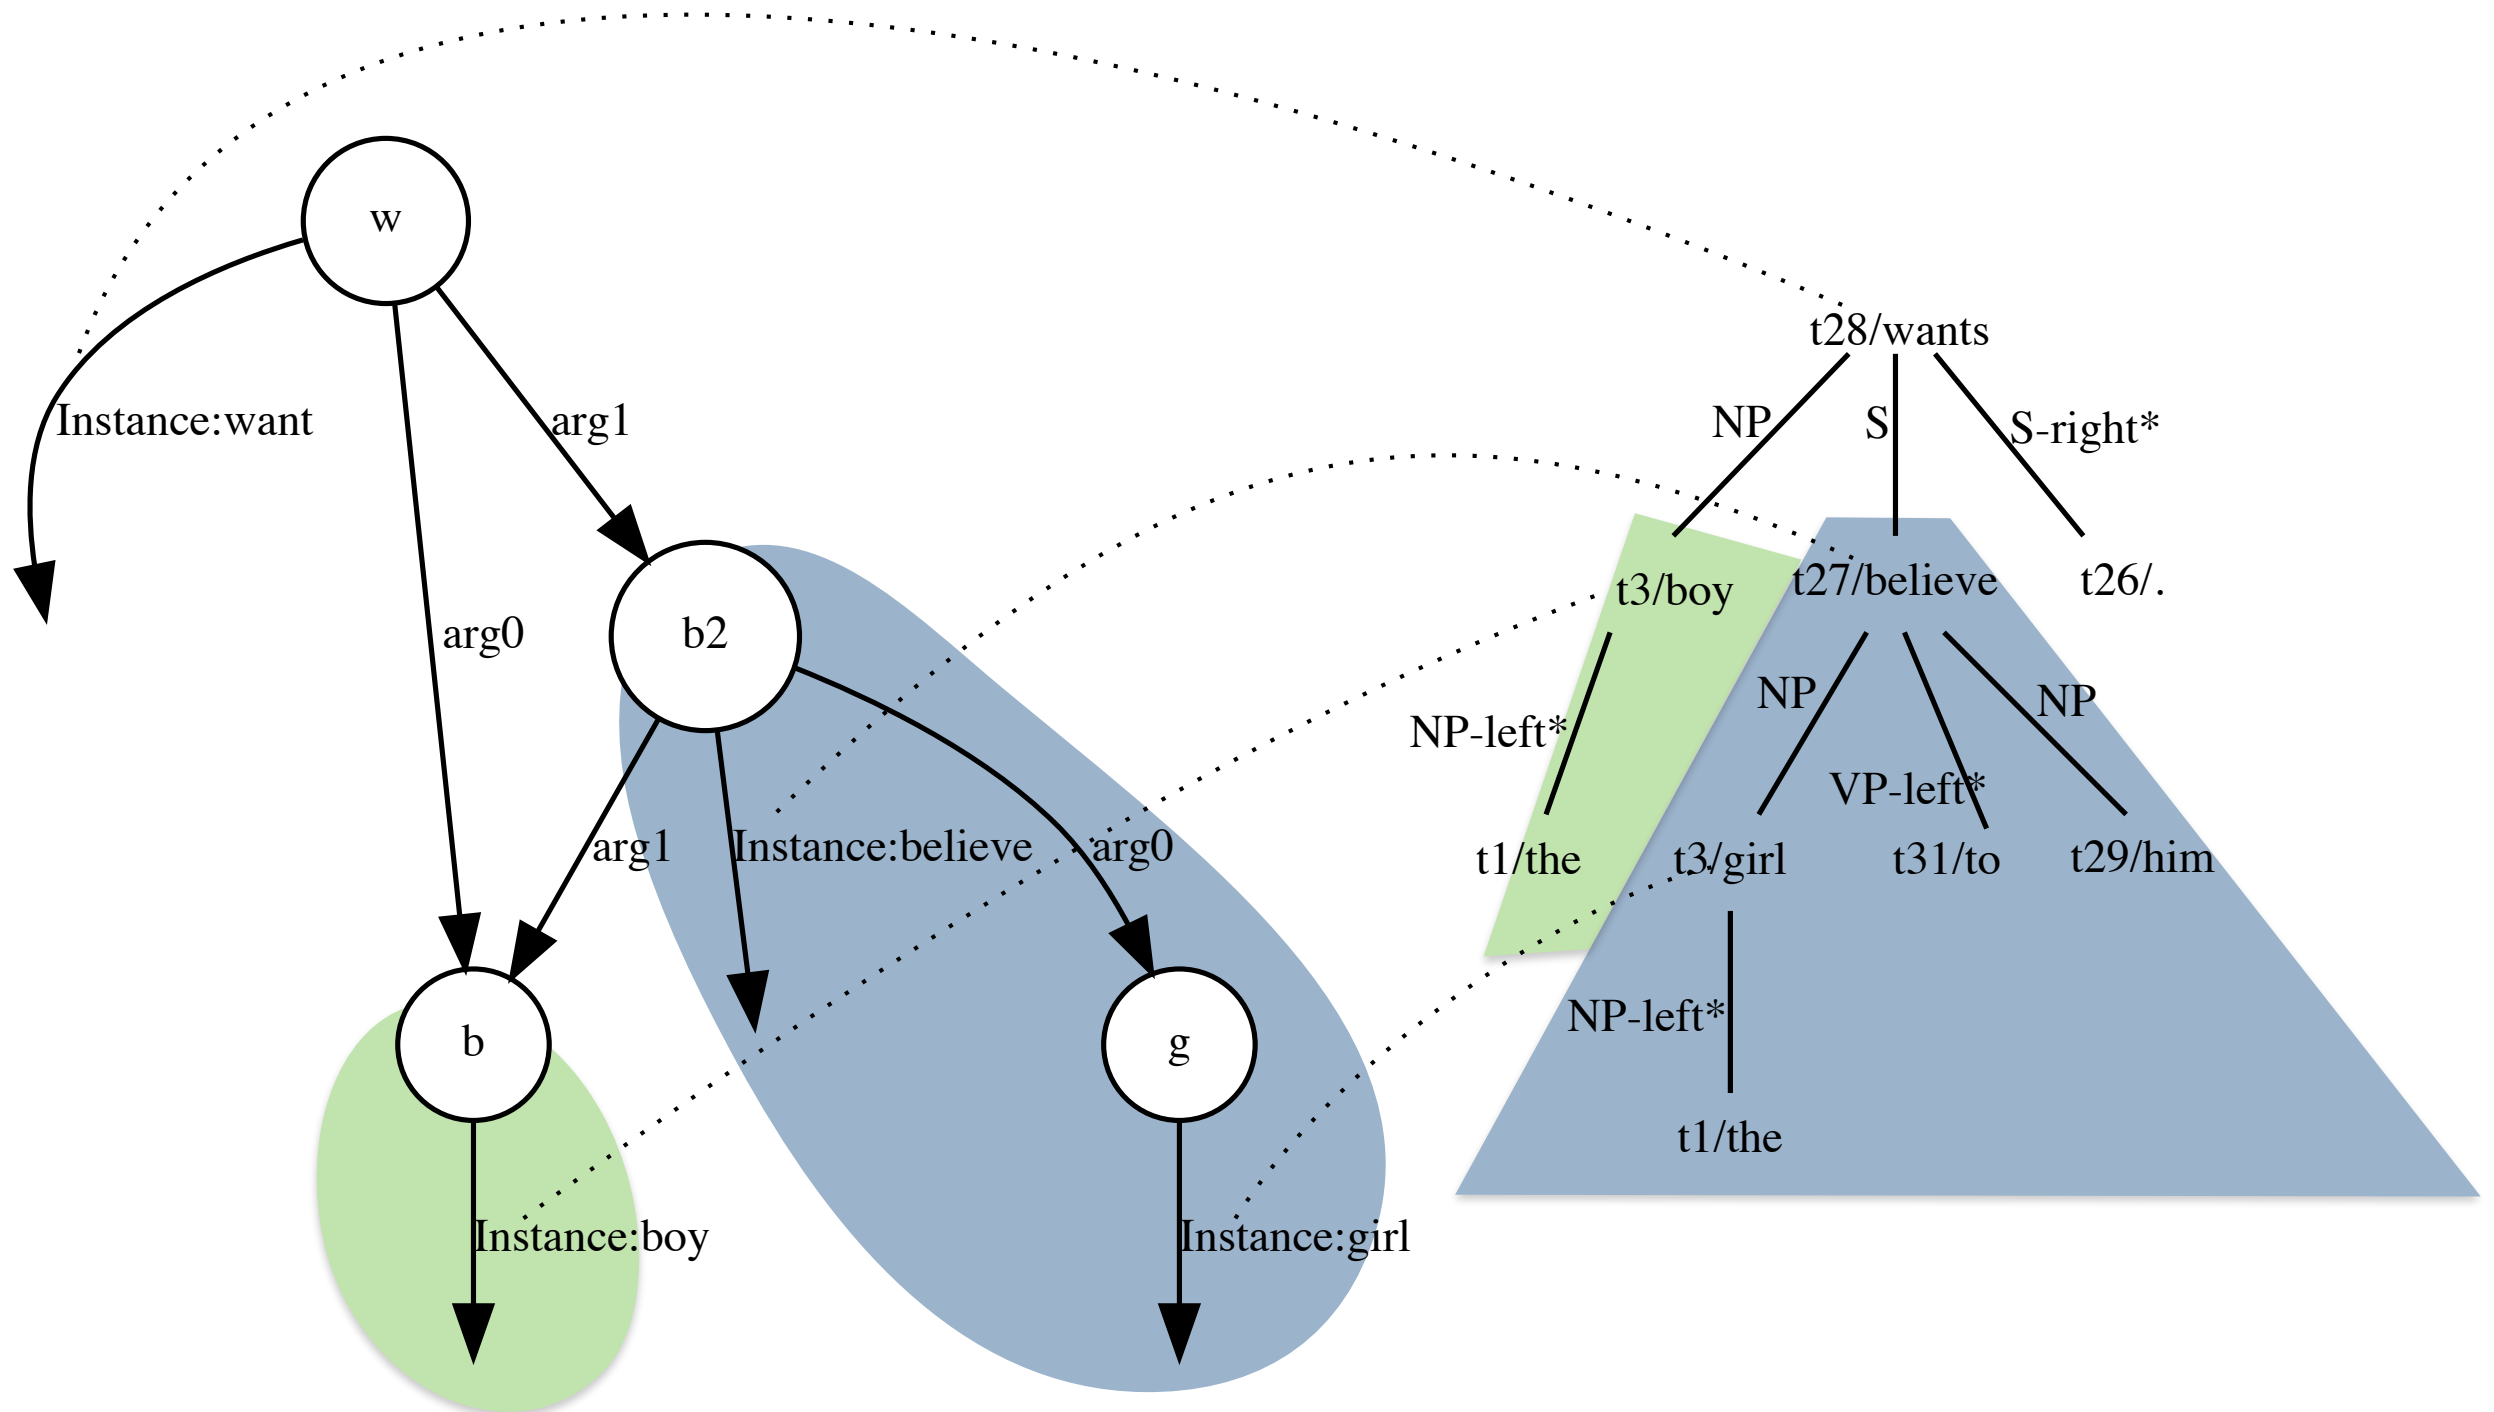 w
t28/wants
Instance:want
arg1
NP
S
S-right*
arg0
b2
t3/boy
t27/believe
t26/.
NP-left*
NP
NP
VP-left*
arg1
Instance:believe
arg0
t1/the
t3/girl
t31/to
t29/him
b
g
NP-left*
t1/the
Instance:boy
Instance:girl